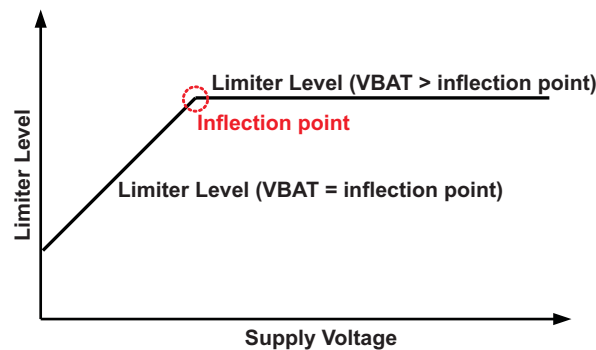 Limiter Level (VBAT > inflection point)
Inflection point
Limiter Level (VBAT = inflection point)
Limiter Level
Supply Voltage